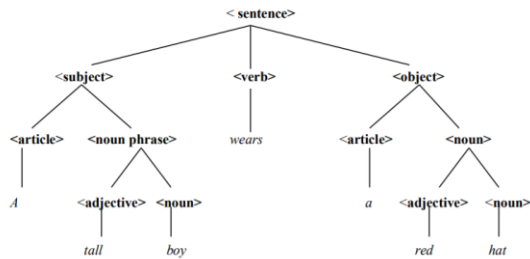 < sentence>
<subject> <verb> <object>
<article> <noun phrase> wears <article> <noun>
A <adjective> <noun> a <adjective> <noun>
tall boy red hat